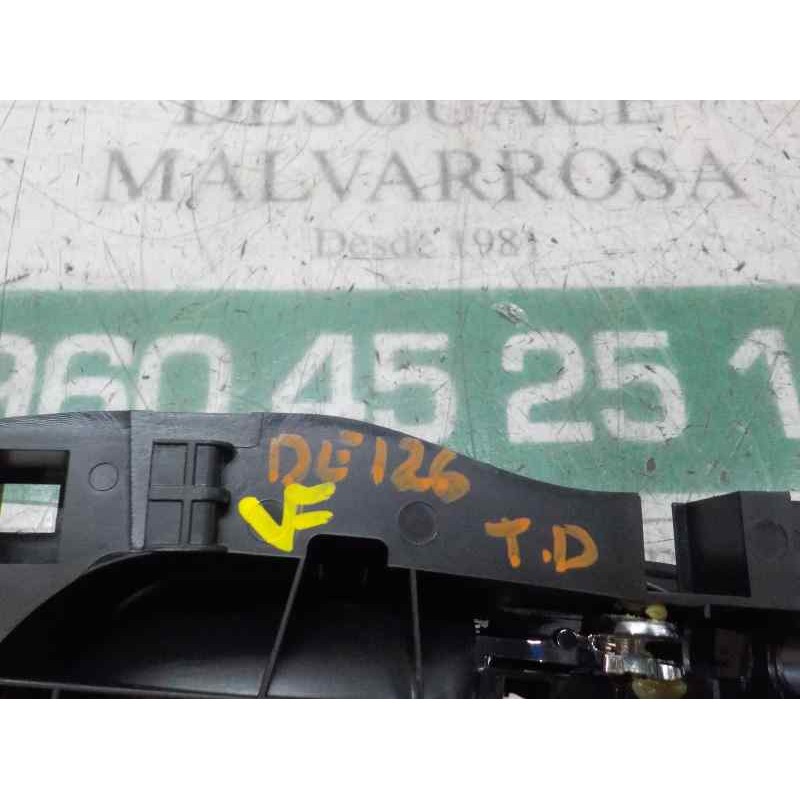 DESGUACE
MALVARROSA
Desde 1981
960 45 25 1
DE126
VF
T.D